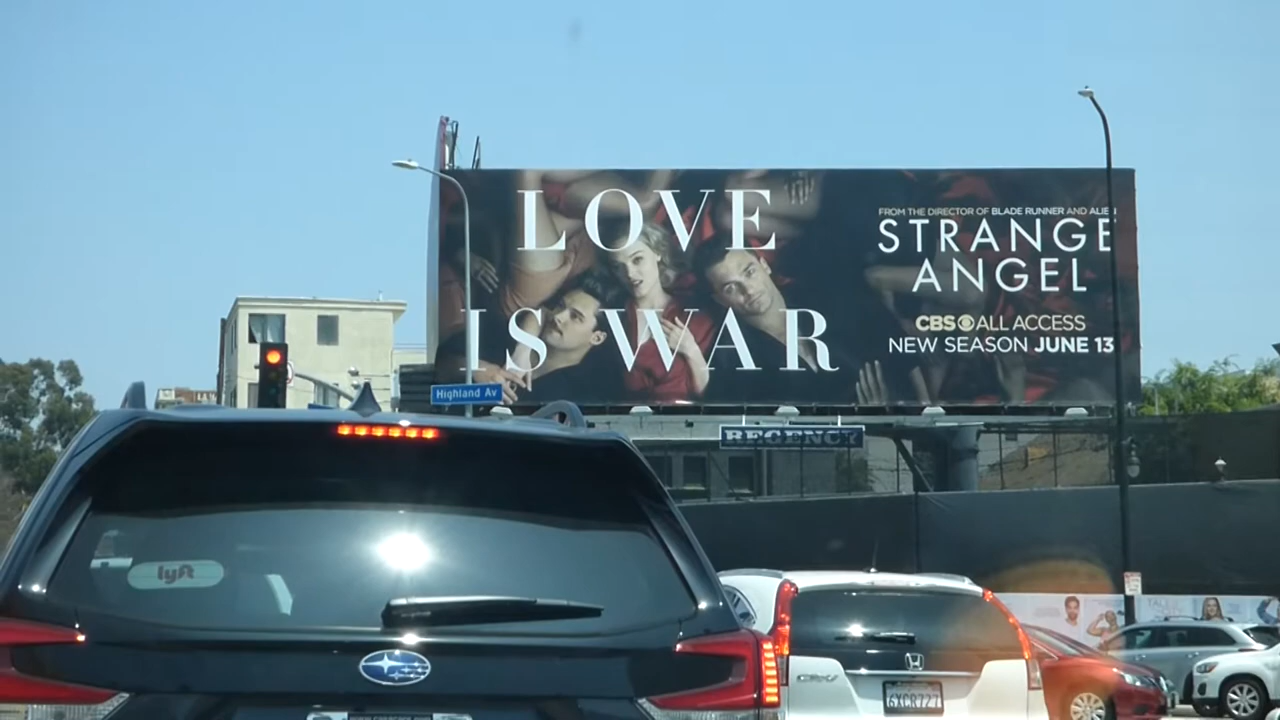 LOVE
IS WAR
FROM THE DIRECTOR OF BLADE RUNNER AND ALIEN
STRANGE
ANGEL
CBS ALL ACCESS
NEW SEASON JUNE 13
Highland Av
REGENCY
lyft
CR-V
6XCR727